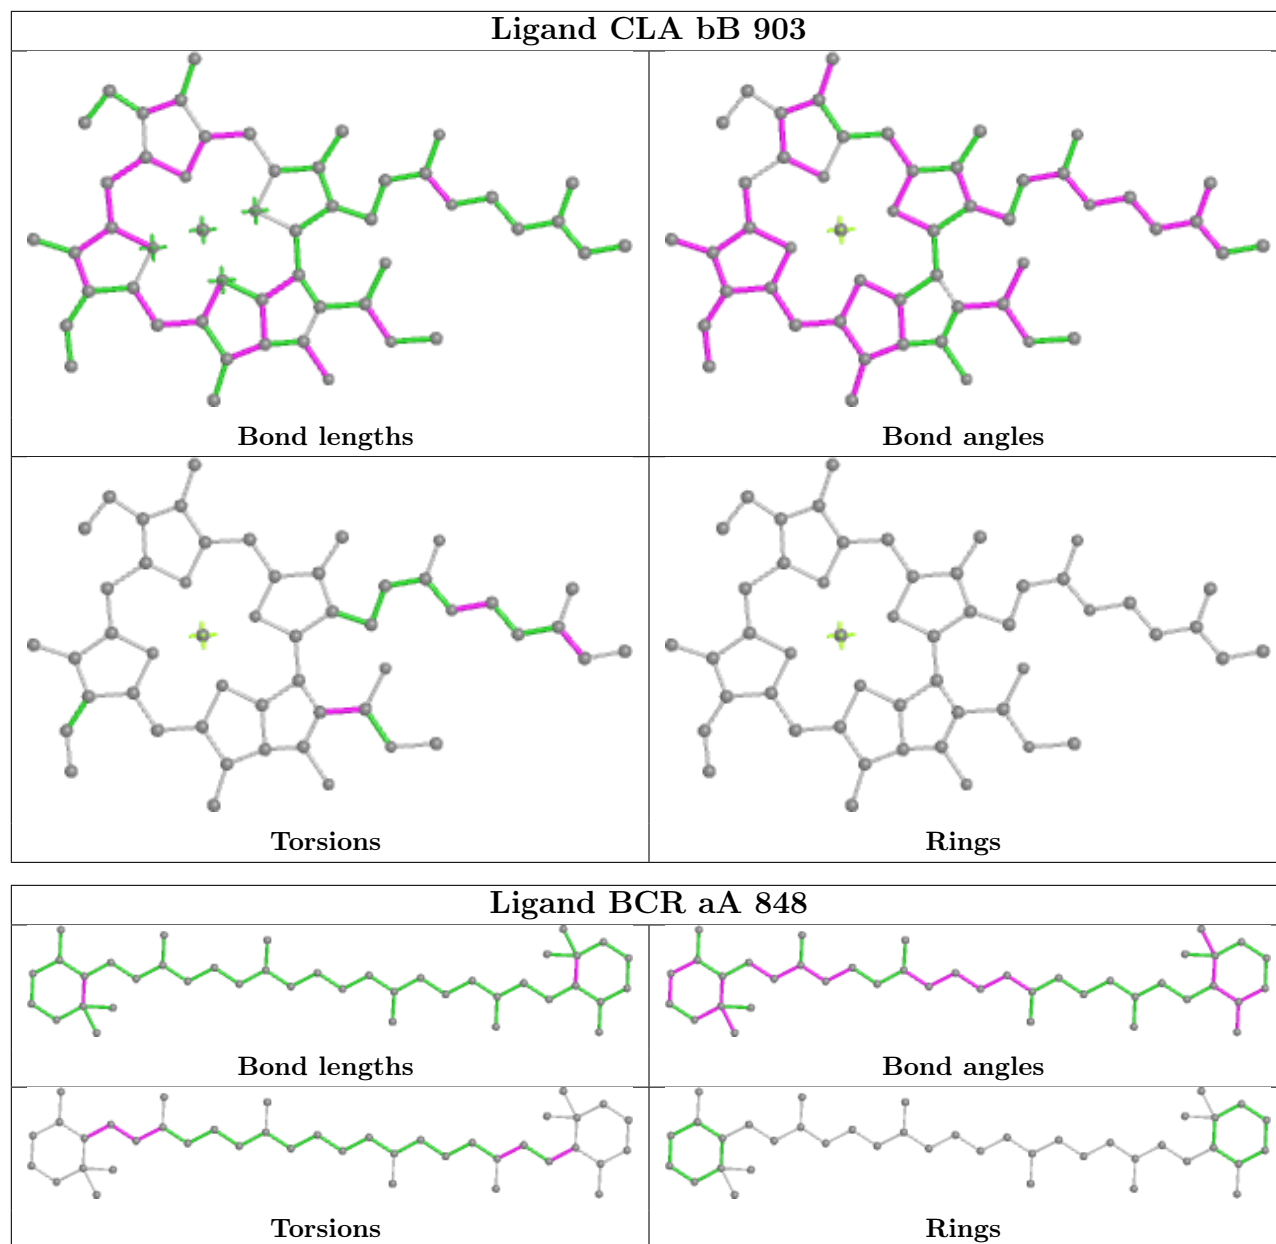 Ligand CLA bB 903
Bond lengths
Bond angles
Torsions
Rings
Ligand BCR aA 848
Bond lengths
Bond angles
Torsions
Rings